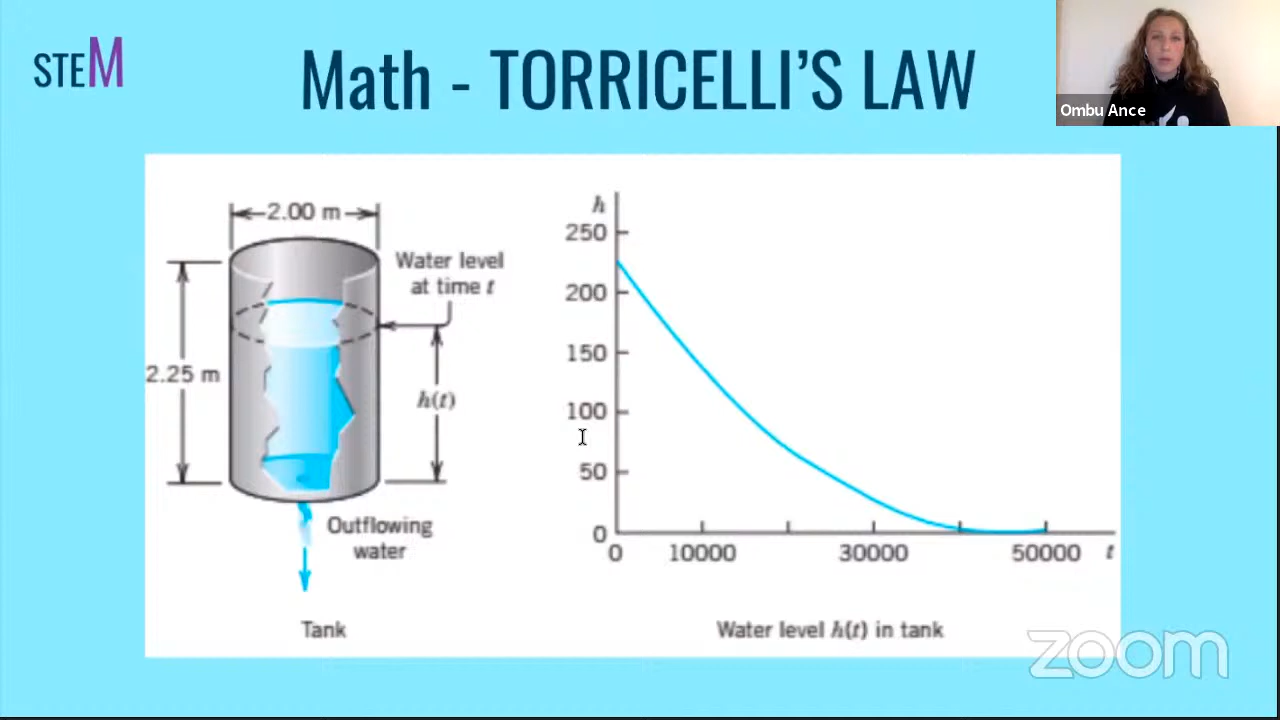 STEM
Math - TORRICELLI'S LAW
Ombu Ance
2.00 m
Water level
at time t
2.25 m
h(t)
Outflowing
water
Tank
h
250
200
150
100
50
0
0 10000 30000 50000 t
Water level h(t) in tank
zoom